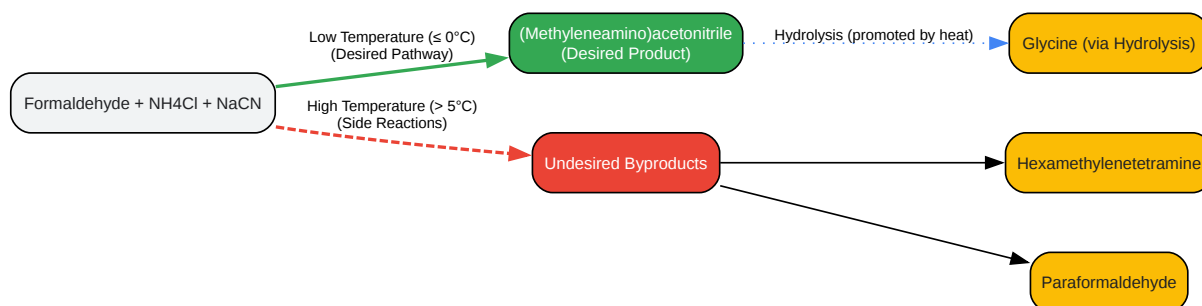 Formaldehyde + NH4Cl + NaCN
Low Temperature (≤ 0°C)
(Desired Pathway)
High Temperature (> 5°C)
(Side Reactions)
(Methyleneamino)acetonitrile
(Desired Product)
Undesired Byproducts
Hydrolysis (promoted by heat)
Glycine (via Hydrolysis)
Hexamethylenetetramine
Paraformaldehyde